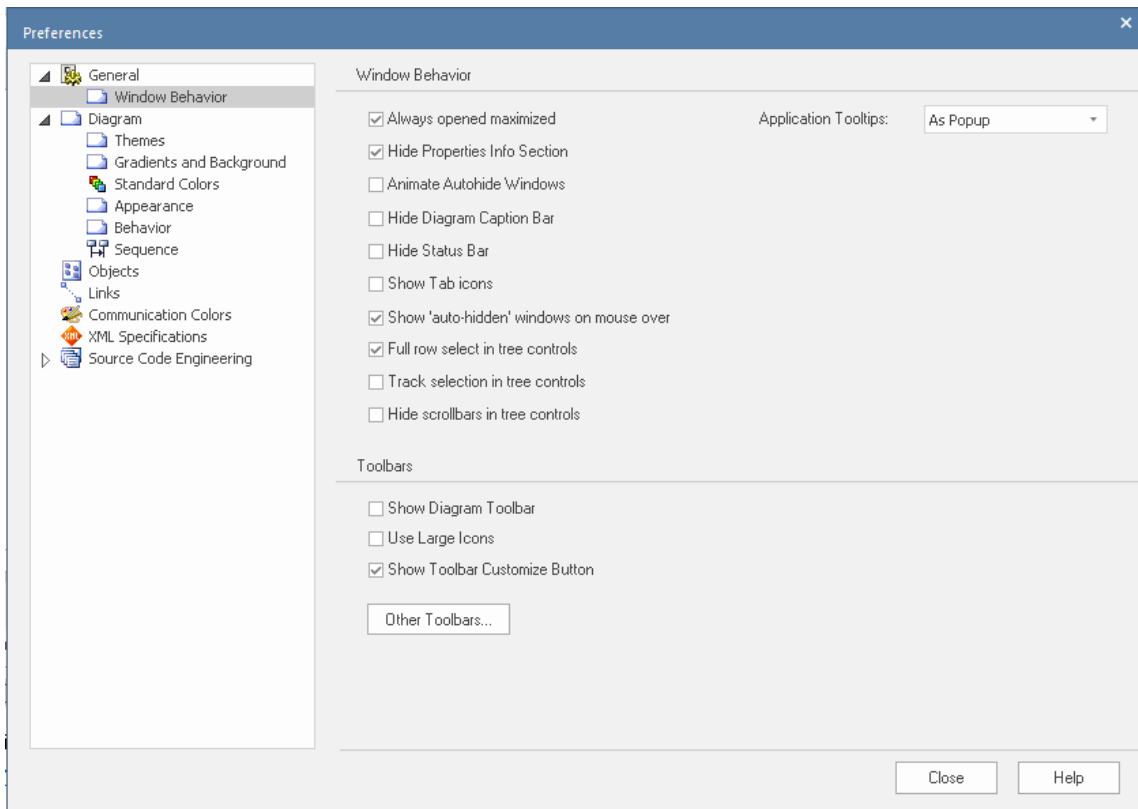 Preferences
General
Window Behavior
Diagram
Themes
Gradients and Background
Standard Colors
Appearance
Behavior
Sequence
Objects
Links
Communication Colors
XML Specifications
Source Code Engineering
Window Behavior
Always opened maximized
Application Tooltips: As Popup
Hide Properties Info Section
Animate Autohide Windows
Hide Diagram Caption Bar
Hide Status Bar
Show Tab icons
Show 'auto-hidden' windows on mouse over
Full row select in tree controls
Track selection in tree controls
Hide scrollbars in tree controls
Toolbars
Show Diagram Toolbar
Use Large Icons
Show Toolbar Customize Button
Other Toolbars...
Close Help